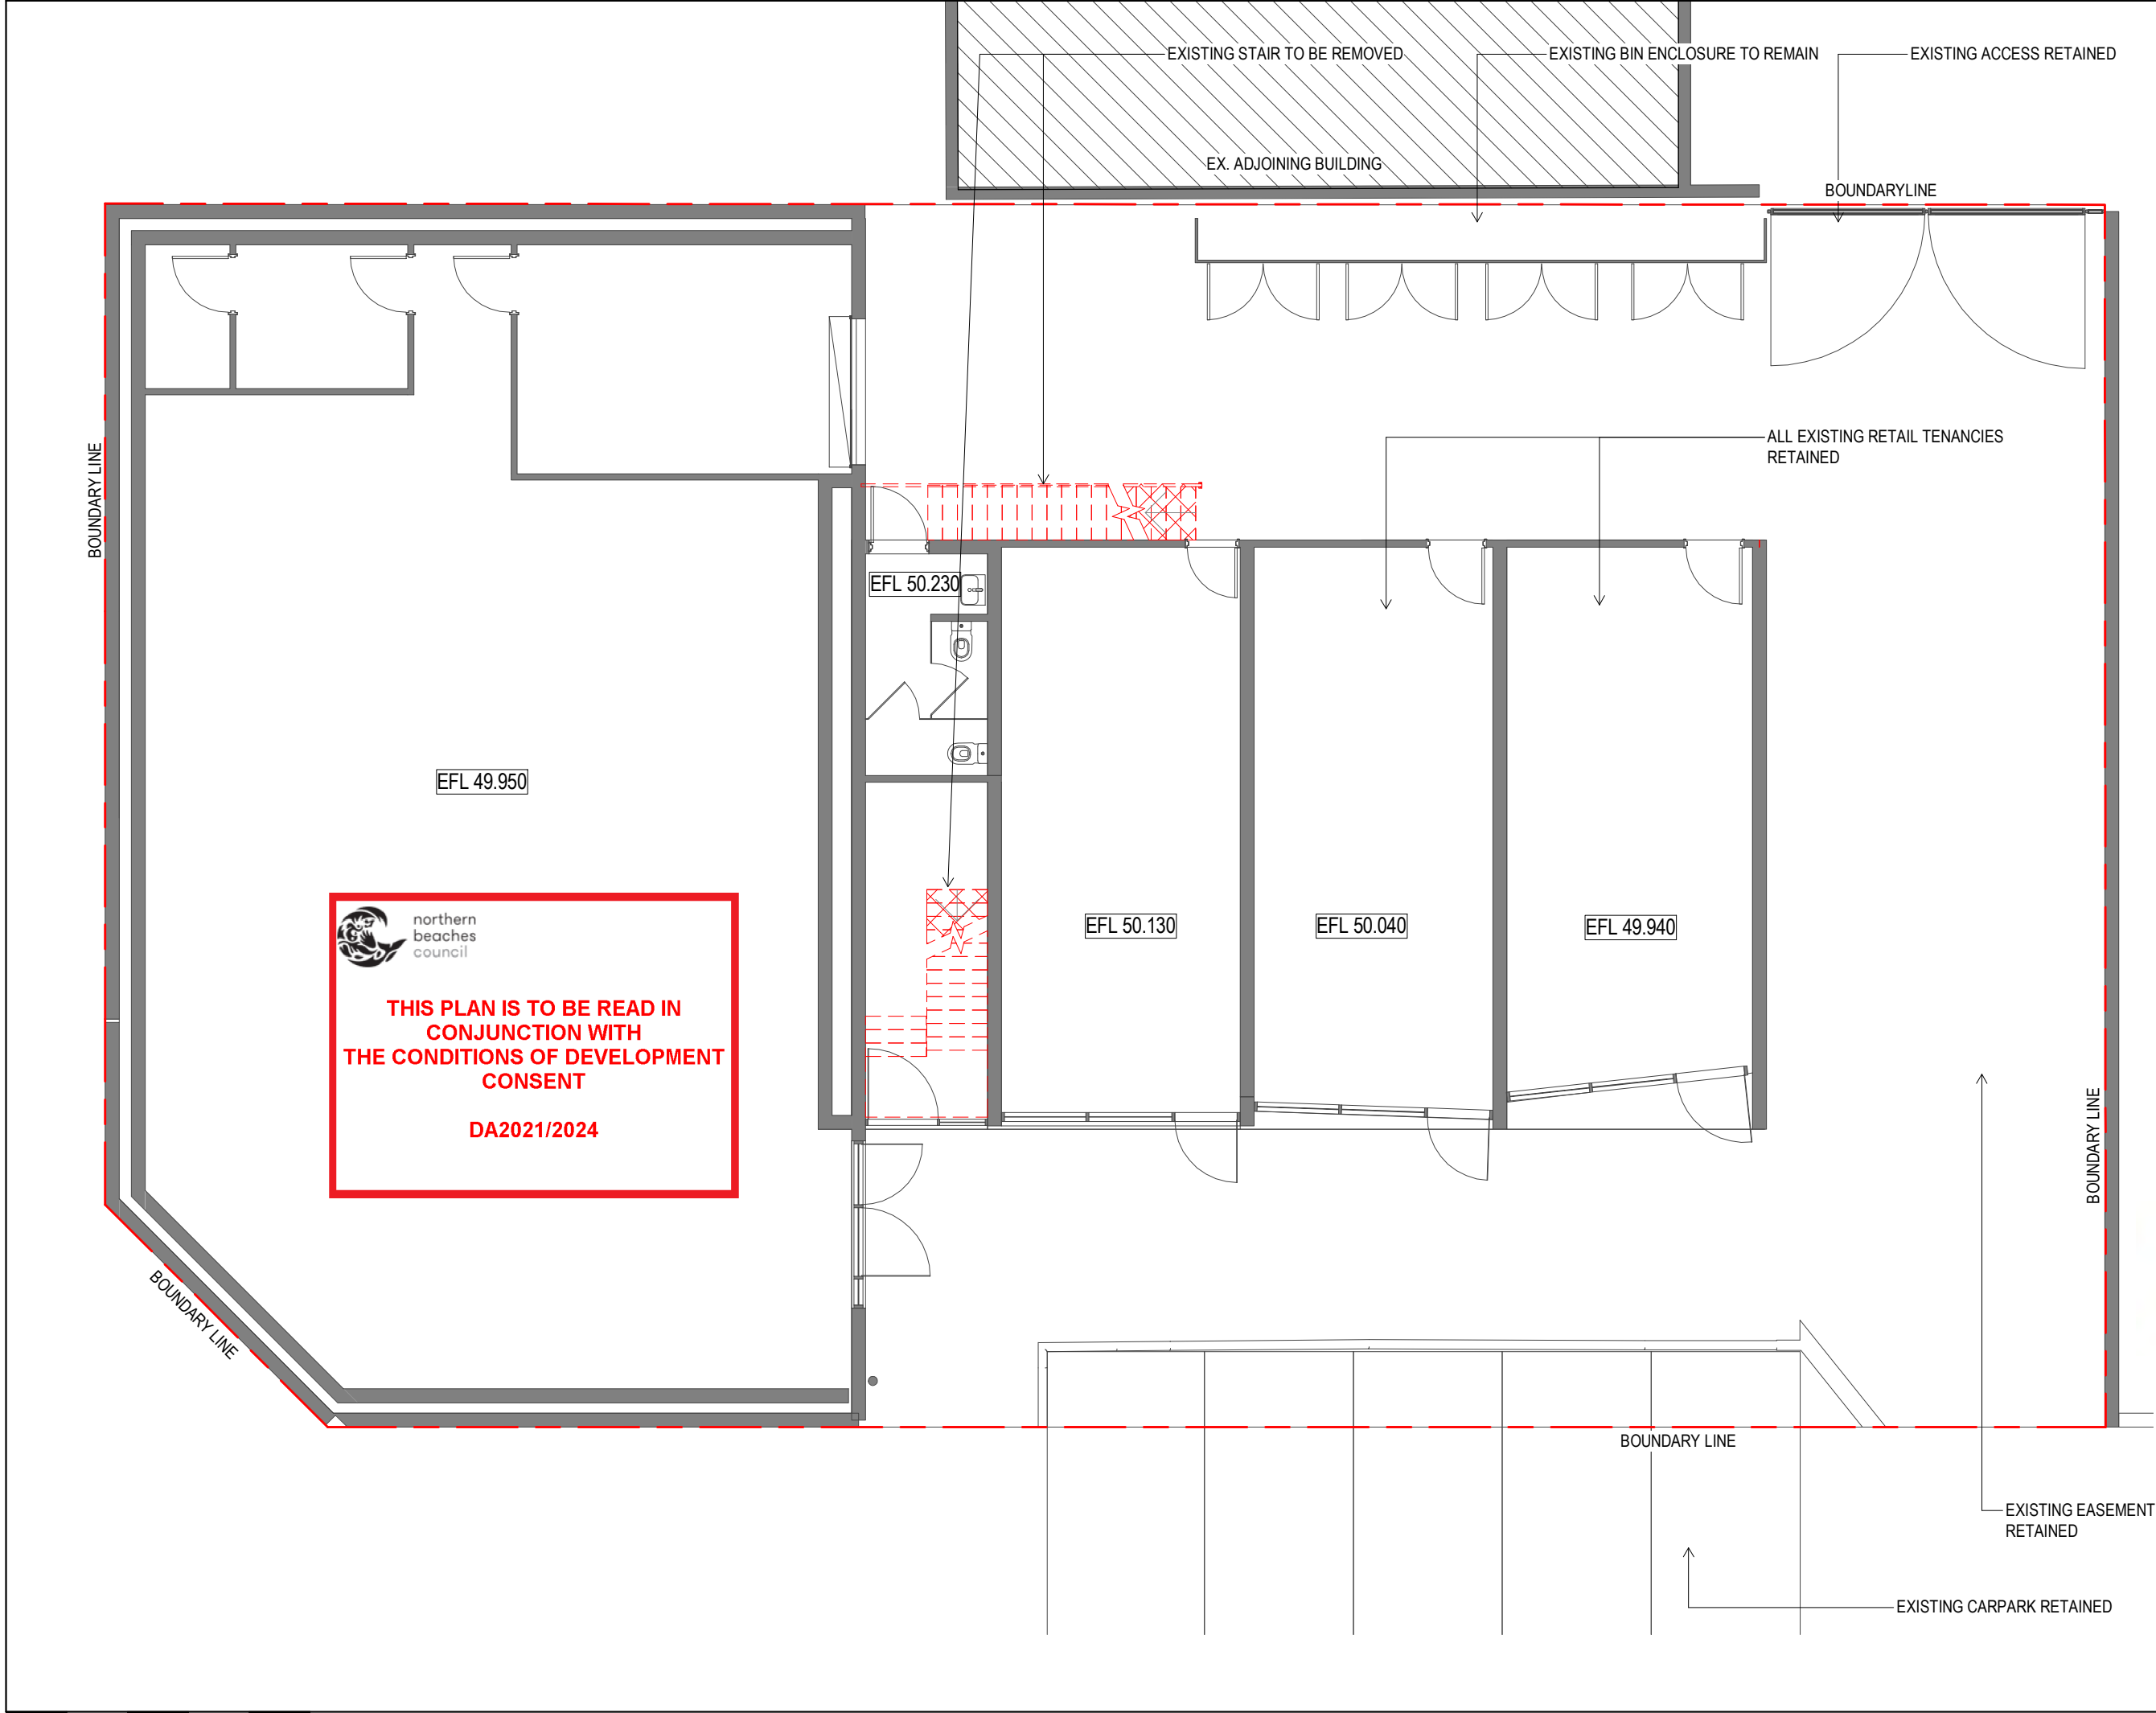 EXISTING STAIR TO BE REMOVED
EXISTING BIN ENCLOSURE TO REMAIN
EXISTING ACCESS RETAINED
EX. ADJOINING BUILDING
BOUNDARYLINE
ALL EXISTING RETAIL TENANCIES
RETAINED
BOUNDARY LINE
EFL 50.230
EFL 49.950
EFL 50.130
EFL 50.040
EFL 49.940
northern
beaches
council
THIS PLAN IS TO BE READ IN
CONJUNCTION WITH
THE CONDITIONS OF DEVELOPMENT
CONSENT
DA2021/2024
BOUNDARY LINE
BOUNDARY LINE
BOUNDARY LINE
EXISTING EASEMENT
RETAINED
EXISTING CARPARK RETAINED